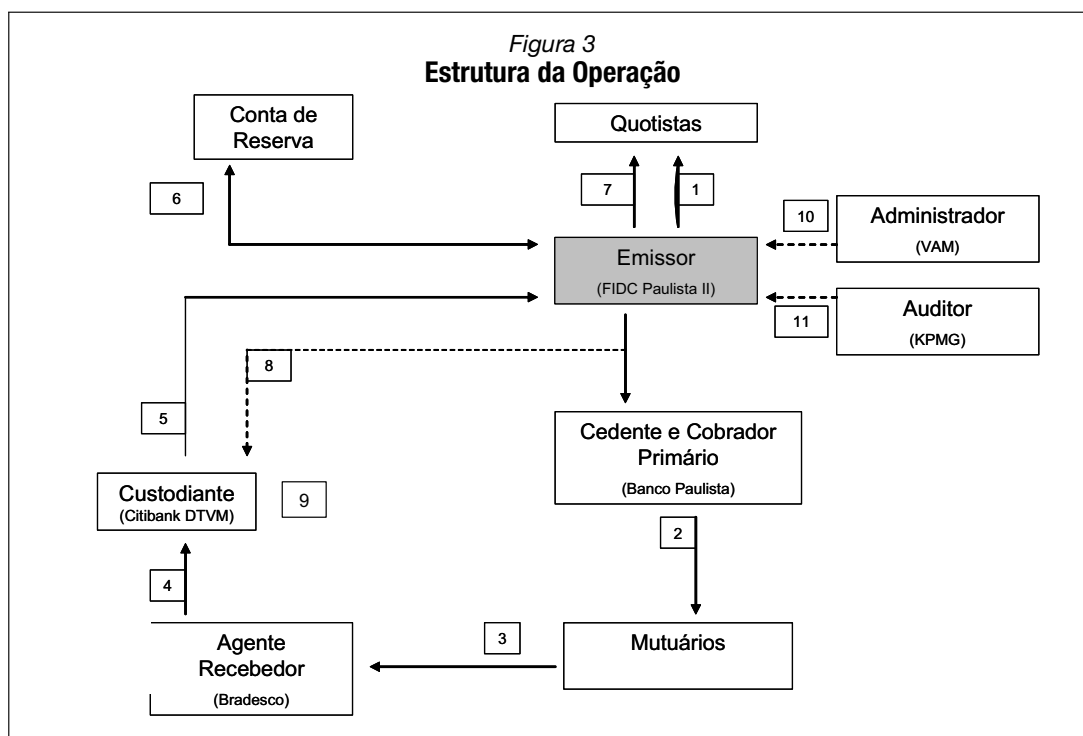 Figura 3
Estrutura da Operação
Conta de
Reserva
Quotistas
6
7
1
10
Administrador
(VAM)
Emissor
(FIDC Paulista II)
11
Auditor
(KPMG)
8
5
Cedente e Cobrador
Primário
(Banco Paulista)
Custodiante
(Citibank DTVM)
9
2
4
3
Agente
Recebedor
(Bradesco)
Mutuários